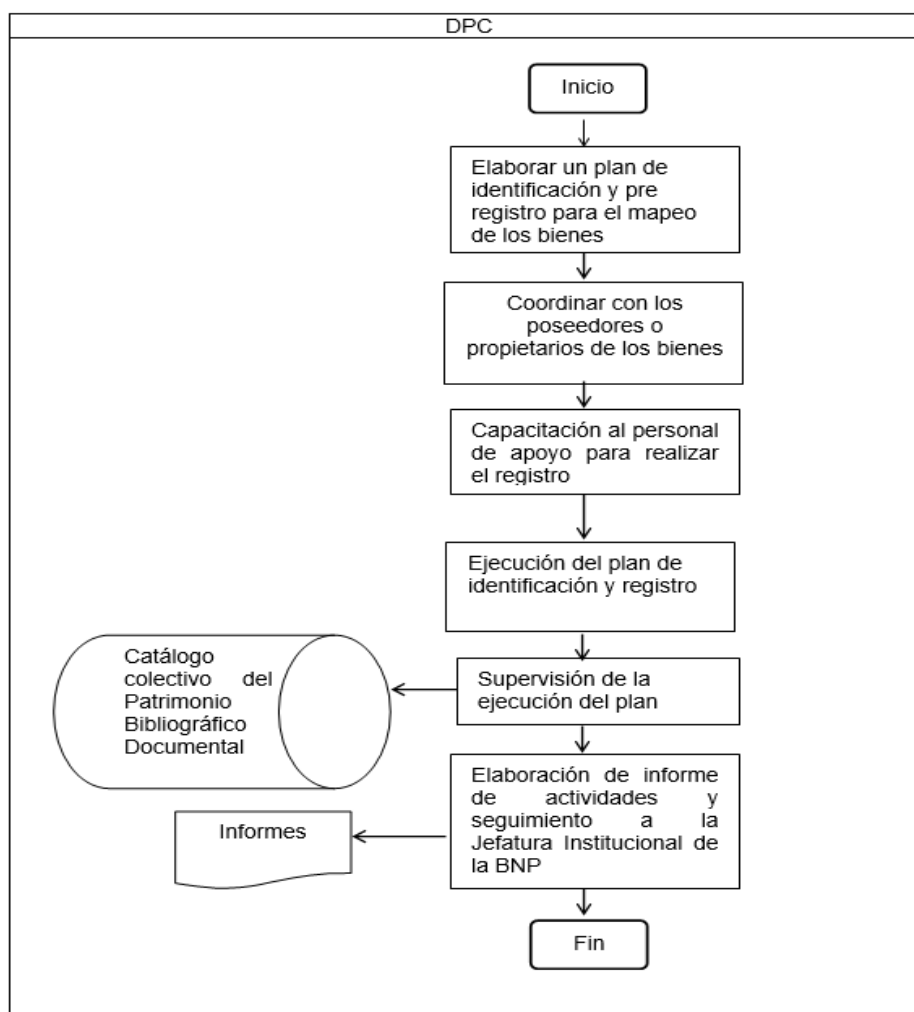 DPC
Inicio
Elaborar un plan de
identificación y pre
registro para el mapeo
de los bienes
Coordinar con los
poseedores o
propietarios de los bienes
Capacitación al personal
de apoyo para realizar
el registro
Ejecución del plan de
identificación y registro
Supervisión de la
ejecución del plan
Catálogo
colectivo del
Patrimonio
Bibliográfico
Documental
Elaboración de informe
de actividades y
seguimiento a la
Jefatura Institucional de
la BNP
Informes
Fin